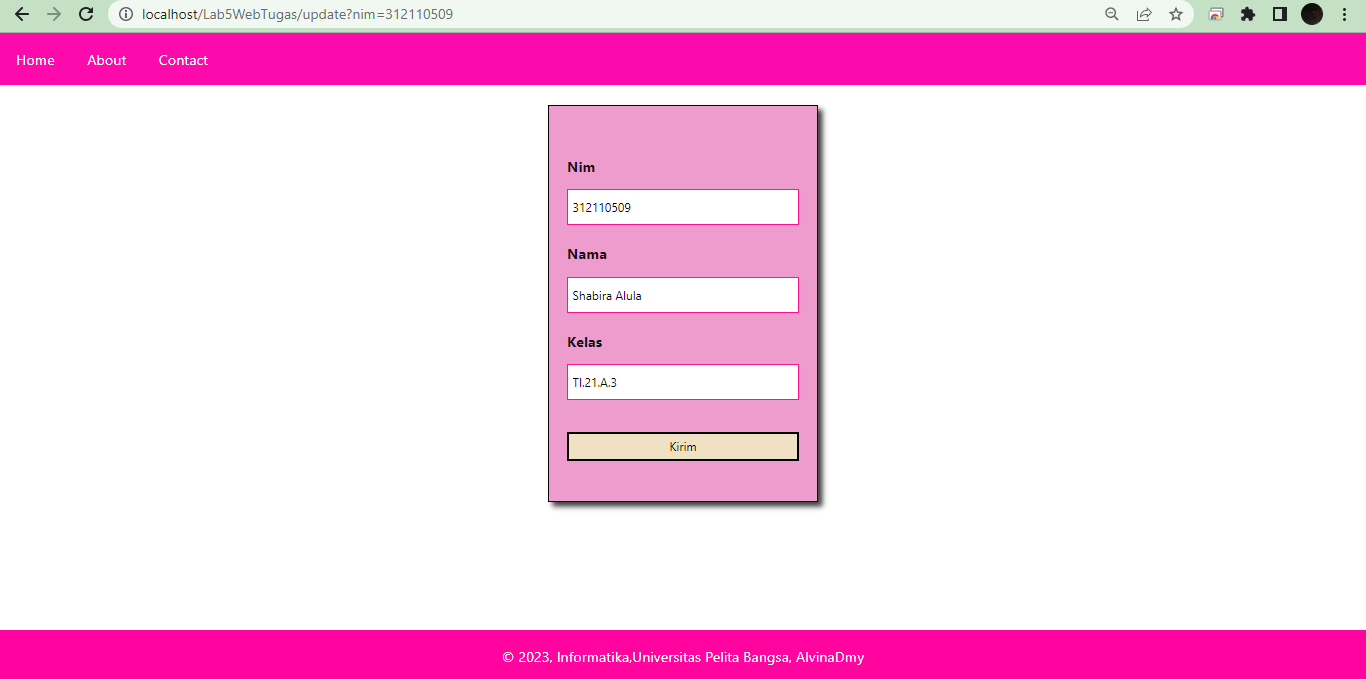 localhost/Lab5WebTugas/update?nim=312110509
Home About Contact
Nim
312110509
Nama
Shabira Alula
Kelas
TI.21.A.3
Kirim
© 2023, Informatika,Universitas Pelita Bangsa, AlvinaDmy